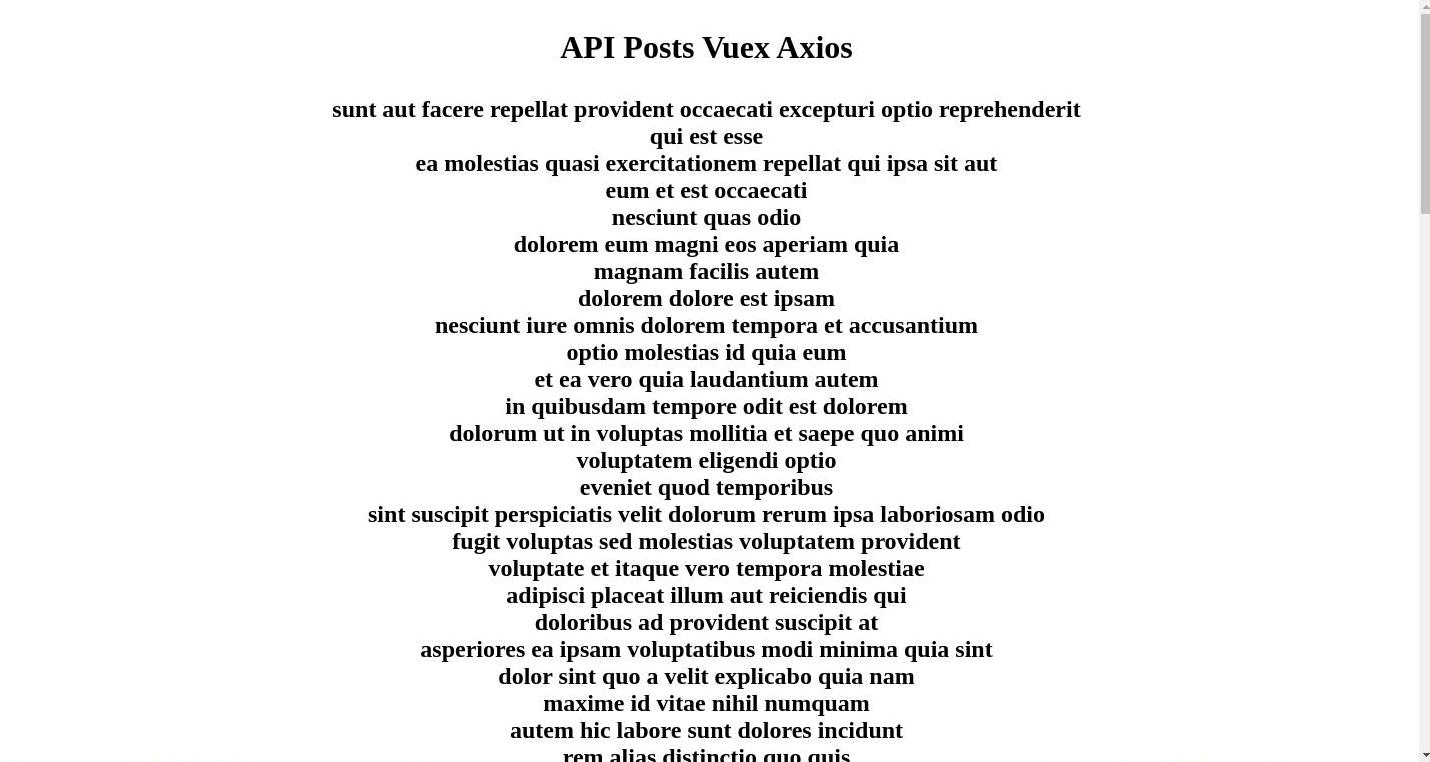 API Posts Vuex Axios
sunt aut facere repellat provident occaecati excepturi optio reprehenderit
qui est esse
ea molestias quasi exercitationem repellat qui ipsa sit aut
eum et est occaecati
nesciunt quas odio
dolorem eum magni eos aperiam quia
magnam facilis autem
dolorem dolore est ipsam
nesciunt iure omnis dolorem tempora et accusantium
optio molestias id quia eum
et ea vero quia laudantium autem
in quibusdam tempore odit est dolorem
dolorum ut in voluptas mollitia et saepe quo animi
voluptatem eligendi optio
eveniet quod temporibus
sint suscipit perspiciatis velit dolorum rerum ipsa laboriosam odio
fugit voluptas sed molestias voluptatem provident
voluptate et itaque vero tempora molestiae
adipisci placeat illum aut reiciendis qui
doloribus ad provident suscipit at
asperiores ea ipsam voluptatibus modi minima quia sint
dolor sint quo a velit explicabo quia nam
maxime id vitae nihil numquam
autem hic labore sunt dolores incidunt
rem alias distinctio quo quis